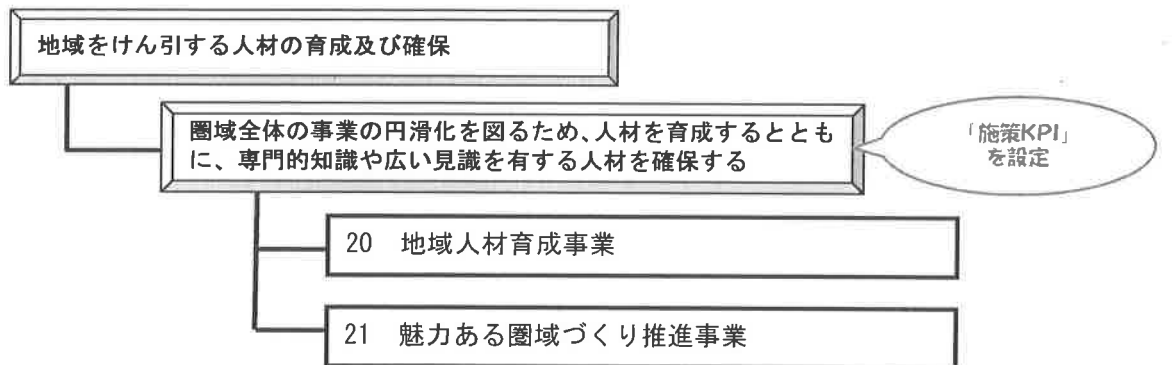 地域をけん引する人材の育成及び確保
圏域全体の事業の円滑化を図るため、人材を育成するととも
に、専門的知識や広い見識を有する人材を確保する
「施策KPI」
を設定
20 地域人材育成事業
21 魅力ある圏域づくり推進事業